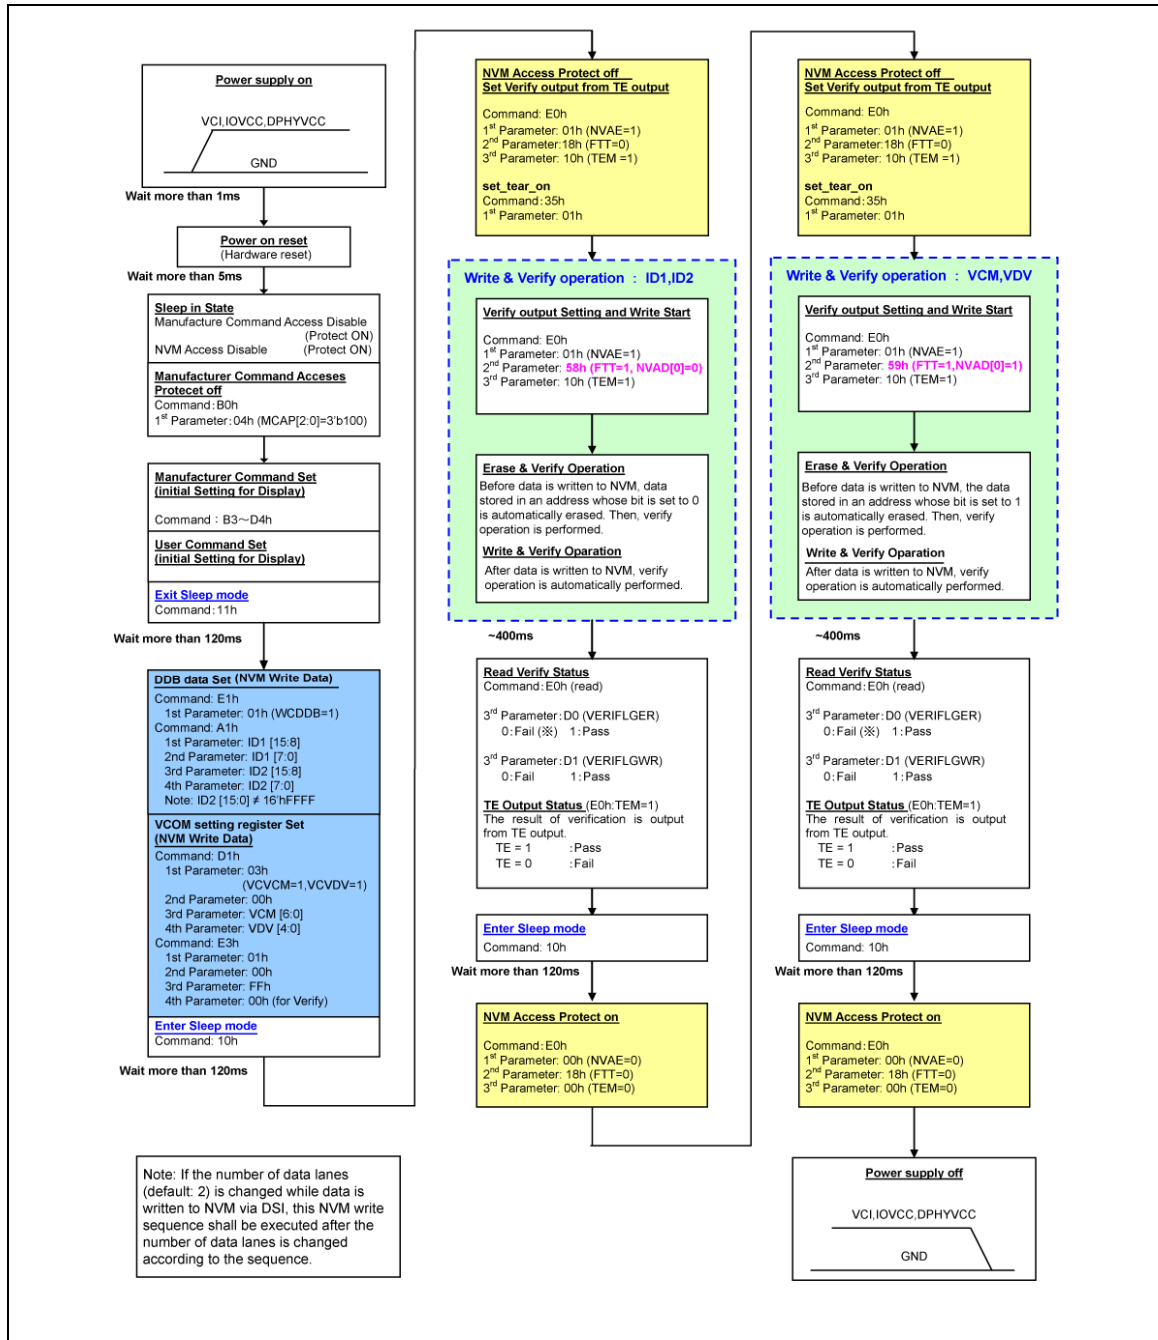 Power supply on
VCI,IOVCC,DPHYVCC
GND
Wait more than 1ms
Power on reset
(Hardware reset)
Wait more than 5ms
Sleep in State
Manufacture Command Access Disable
(Protect ON)
NVM Access Disable (Protect ON)
Manufacturer Command Acceses
Protecet off
Command:B0h
1st Parameter:04h (MCAP[2:0]=3'b100)
Manufacturer Command Set
(initial Setting for Display)
Command : B3～D4h
User Command Set
(initial Setting for Display)
Exit Sleep mode
Command:11h
Wait more than 120ms
DDB data Set (NVM Write Data)
Command: E1h
1st Parameter: 01h (WCDDB=1)
Command: A1h
1st Parameter: ID1 [15:8]
2nd Parameter: ID1 [7:0]
3rd Parameter: ID2 [15:8]
4th Parameter: ID2 [7:0]
Note: ID2 [15:0] ≠ 16'hFFFF
VCOM setting register Set
(NVM Write Data)
Command: D1h
1st Parameter: 03h
(VCVCM=1,VCVDV=1)
2nd Parameter: 00h
3rd Parameter: VCM [6:0]
4th Parameter: VDV [4:0]
Command: E3h
1st Parameter: 01h
2nd Parameter: 00h
3rd Parameter: FFh
4th Parameter: 00h (for Verify)
Enter Sleep mode
Command: 10h
Wait more than 120ms
Note: If the number of data lanes
(default: 2) is changed while data is
written to NVM via DSI, this NVM write
sequence shall be executed after the
number of data lanes is changed
according to the sequence.
NVM Access Protect off
Set Verify output from TE output
Command: E0h
1st Parameter: 01h (NVAE=1)
2nd Parameter:18h (FTT=0)
3rd Parameter: 10h (TEM =1)
set_tear_on
Command:35h
1st Parameter: 01h
Write & Verify operation : ID1,ID2
Verify output Setting and Write Start
Command: E0h
1st Parameter: 01h (NVAE=1)
2nd Parameter: 58h (FTT=1, NVAD[0]=0)
3rd Parameter: 10h (TEM=1)
Erase & Verify Operation
Before data is written to NVM, data
stored in an address whose bit is set to 0
is automatically erased. Then, verify
operation is performed.
Write & Verify Oparation
After data is written to NVM, verify
operation is automatically performed.
~400ms
Read Verify Status
Command:E0h (read)
3rd Parameter:D0 (VERIFLGER)
0:Fail (※) 1:Pass
3rd Parameter:D1 (VERIFLGWR)
0:Fail 1:Pass
TE Output Status (E0h:TEM=1)
The result of verification is output
from TE output.
TE = 1 :Pass
TE = 0 :Fail
Enter Sleep mode
Command: 10h
Wait more than 120ms
NVM Access Protect on
Command:E0h
1st Parameter: 00h (NVAE=0)
2nd Parameter: 18h (FTT=0)
3rd Parameter: 00h (TEM=0)
NVM Access Protect off
Set Verify output from TE output
Command: E0h
1st Parameter: 01h (NVAE=1)
2nd Parameter:18h (FTT=0)
3rd Parameter: 10h (TEM =1)
set_tear_on
Command:35h
1st Parameter: 01h
Write & Verify operation : VCM,VDV
Verify output Setting and Write Start
Command: E0h
1st Parameter: 01h (NVAE=1)
2nd Parameter: 59h (FTT=1,NVAD[0]=1)
3rd Parameter: 10h (TEM=1)
Erase & Verify Operation
Before data is written to NVM, the data
stored in an address whose bit is set to 1
is automatically erased. Then, verify
operation is performed.
Write & Verify Oparation
After data is written to NVM, verify
operation is automatically performed.
~400ms
Read Verify Status
Command:E0h (read)
3rd Parameter:D0 (VERIFLGER)
0:Fail (※) 1:Pass
3rd Parameter:D1 (VERIFLGWR)
0:Fail 1:Pass
TE Output Status (E0h:TEM=1)
The result of verification is output
from TE output.
TE = 1 :Pass
TE = 0 :Fail
Enter Sleep mode
Command: 10h
Wait more than 120ms
NVM Access Protect on
Command:E0h
1st Parameter: 00h (NVAE=0)
2nd Parameter: 18h (FTT=0)
3rd Parameter: 00h (TEM=0)
Power supply off
VCI,IOVCC,DPHYVCC
GND